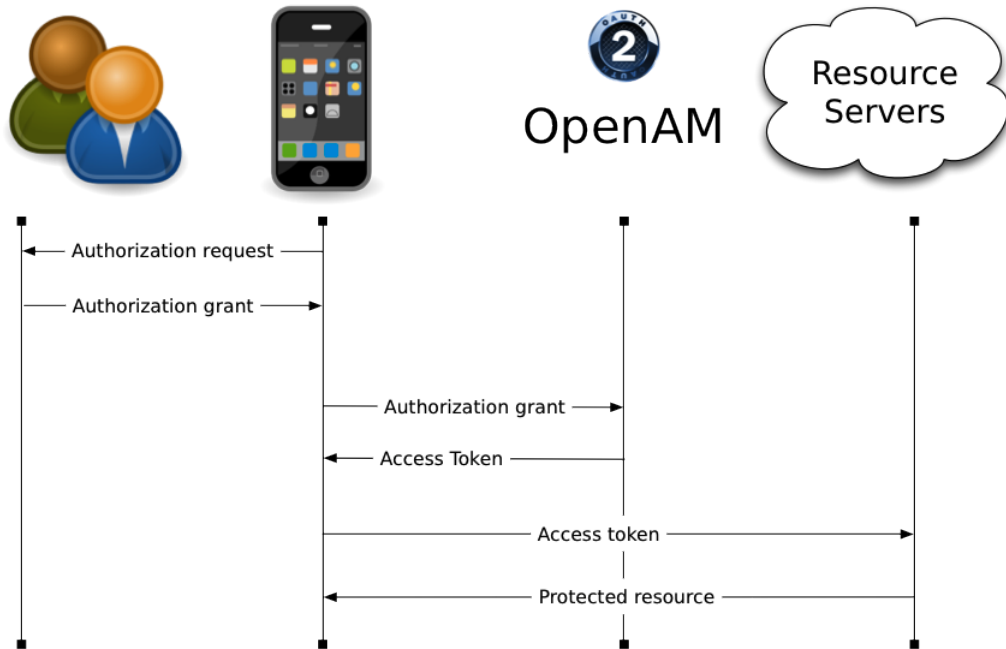 OAUTH
2
OpenAM
Resource
Servers
Authorization request
Authorization grant
Authorization grant
Access Token
Access token
Protected resource